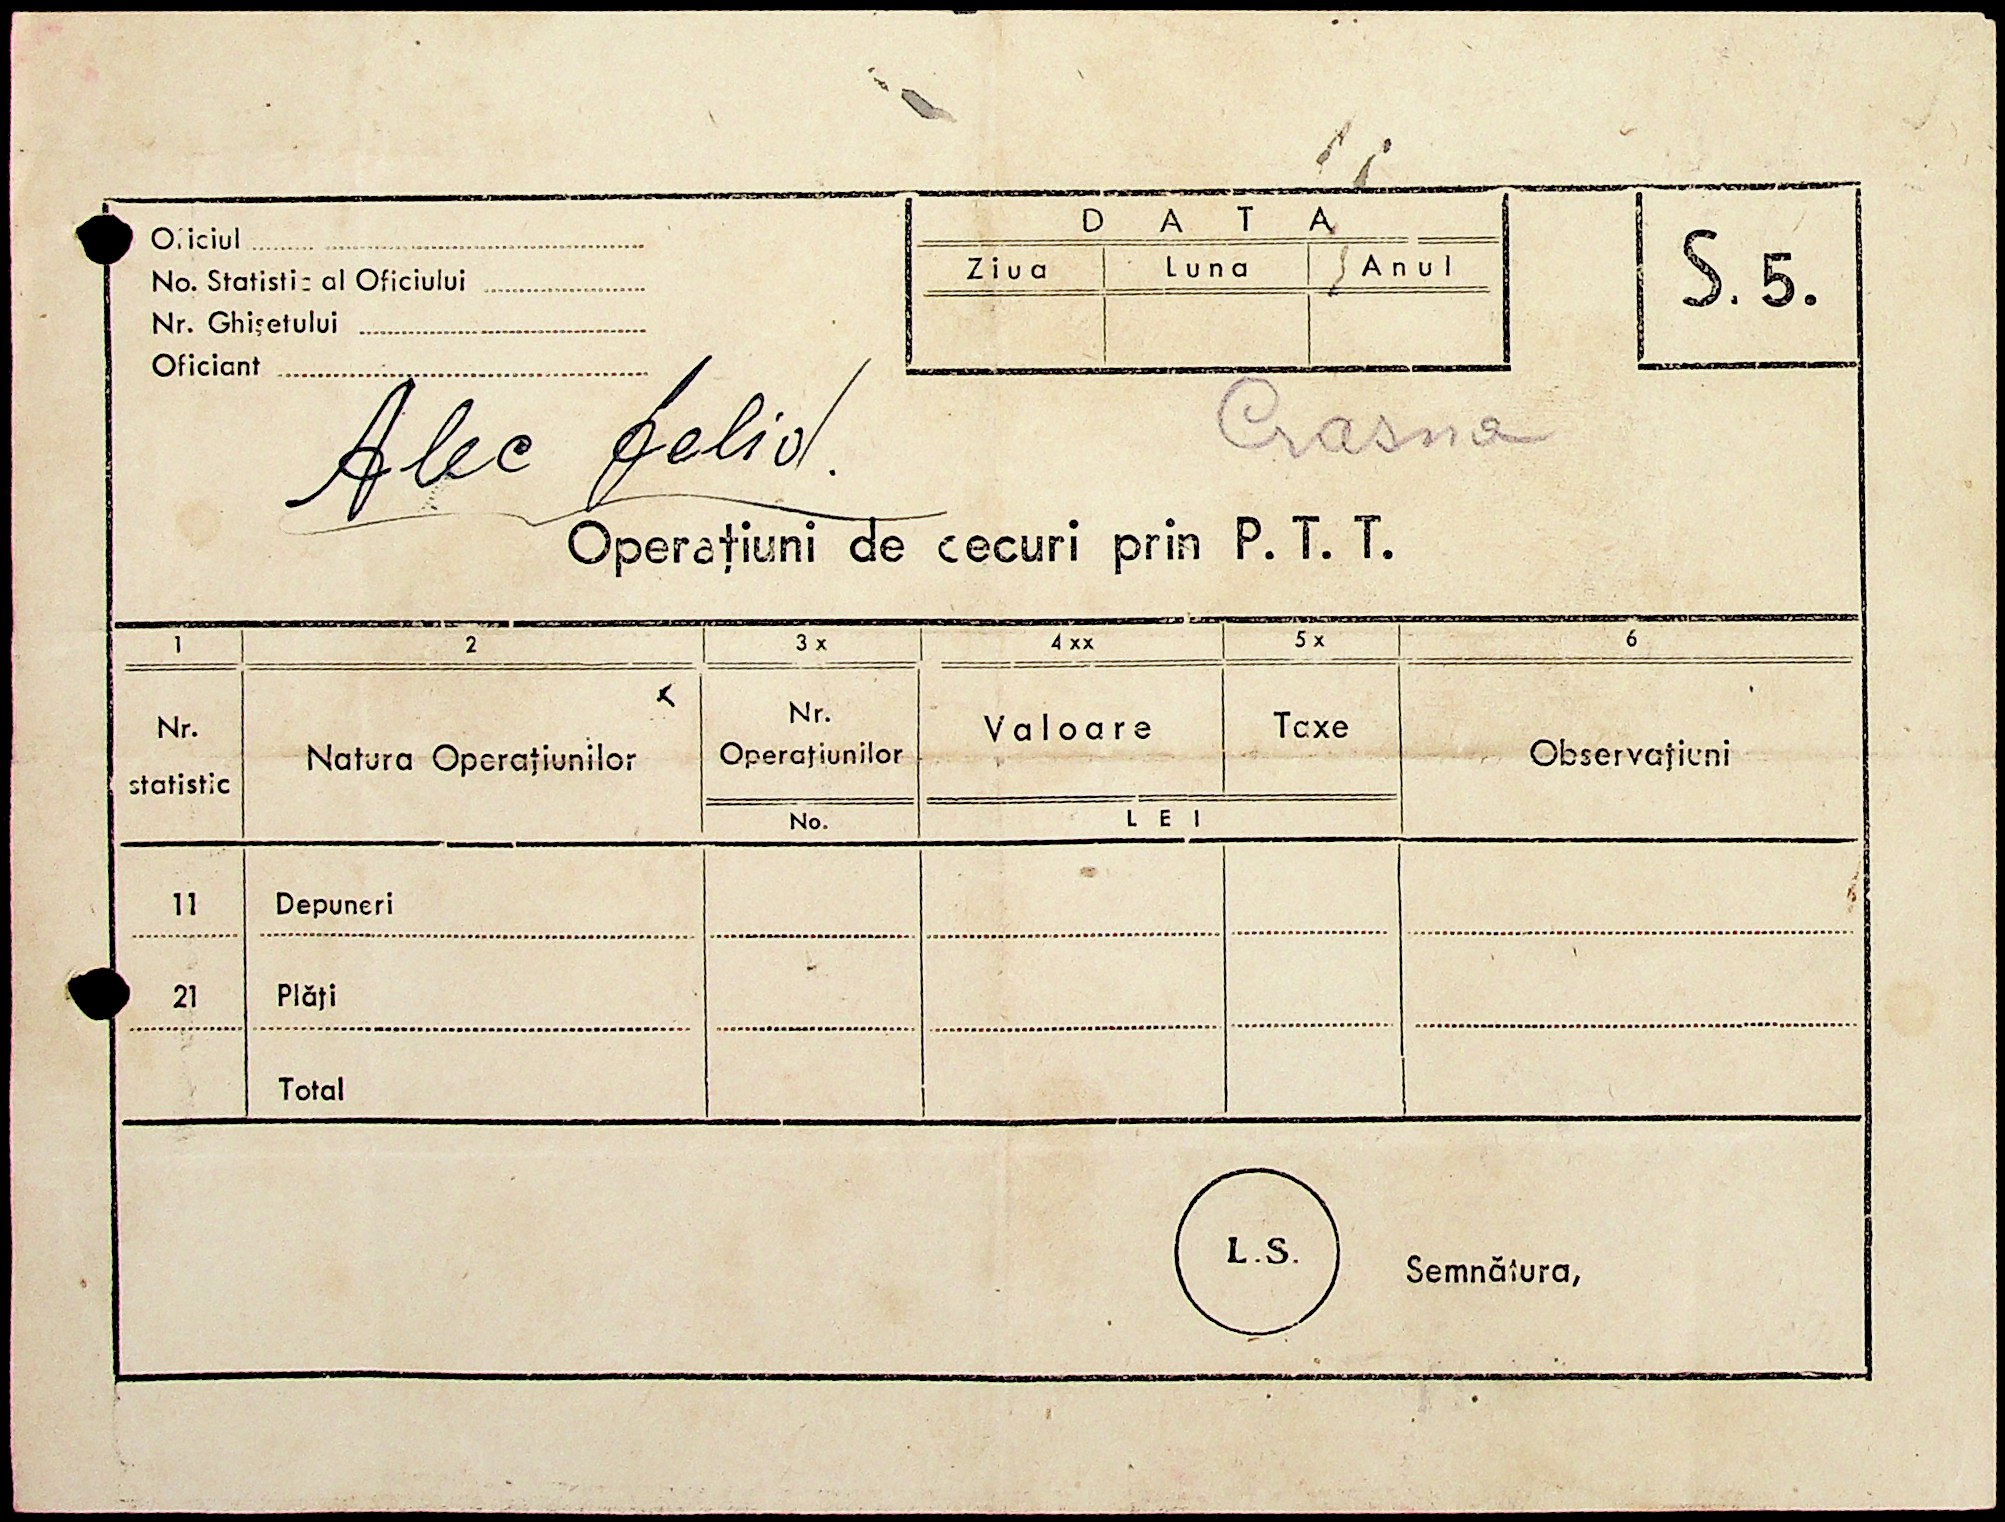 Oficiul
No. Statistic al Oficiului
Nr. Ghișetului
Oficiant
D A T A
Ziua Luna Anul
S. 5.
Alec
Crasna
Operațiuni de cecuri prin P. T. T.
1 2 3 x 4 xx 5 x 6
Nr. statistic
Natura Operațiunilor
Nr. Operațiunilor
No.
Valoare
Taxe
L E I
Observațiuni
11 Depuneri
21 Plăți
Total
L.S.
Semnătura,